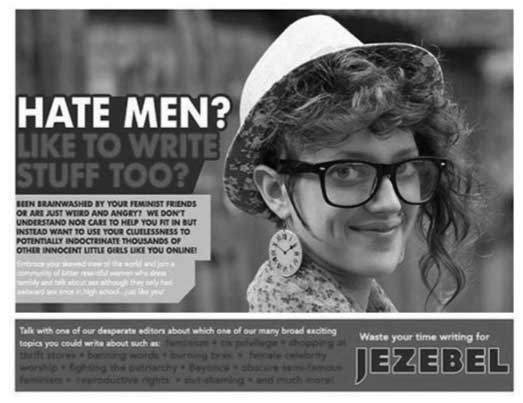 HATE MEN?
LIKE TO WRITE
STUFF TOO?
BEEN BRAINWASHED BY YOUR FEMINIST FRIENDS
OR ARE JUST WEIRD AND ANGRY? WE DON'T
UNDERSTAND NOR CARE TO HELP YOU FIT IN BUT
INSTEAD WANT TO USE YOUR CLUELESSNESS TO
POTENTIALLY INDOCTRINATE THOUSANDS OF
OTHER INNOCENT LITTLE GIRLS LIKE YOU ONLINE!
Embrace your skewed view of the world and join a
community of bitter resentful women who dress
terribly and talk about sex although they only had
awkward sex once in high school...just like you!
Talk with one of our desperate editors about which one of our many broad exciting
topics you could write about such as: feminism • cis privilege • shopping at
thrift stores • banning words • burning bras • female celebrity
worship • fighting the patriarchy • Beyonce • obscure semi-famous
feminists • 'reproductive rights' • slut-shaming • and much more!
Waste your time writing for
JEZEBEL